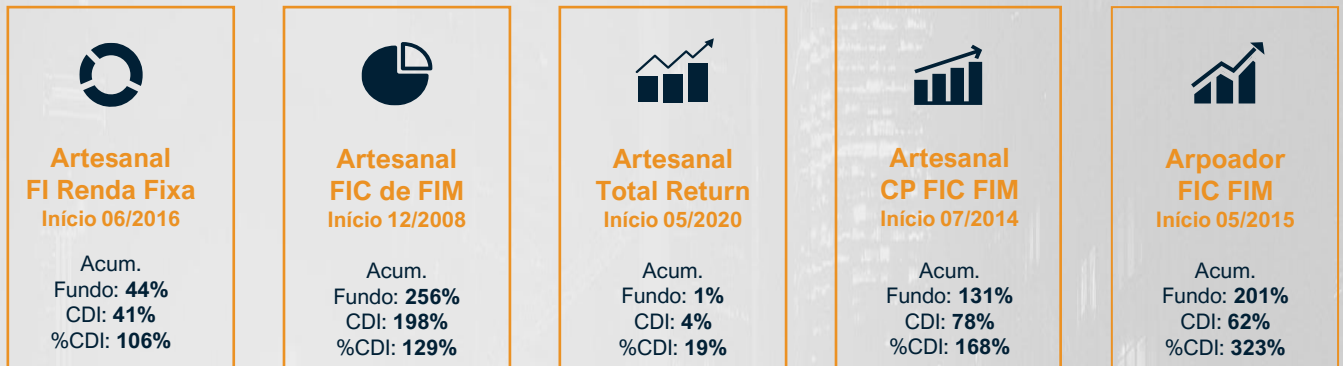 Artesanal
FI Renda Fixa
Início 06/2016
Acum.
Fundo: 44%
CDI: 41%
%CDI: 106%
Artesanal
FIC de FIM
Início 12/2008
Acum.
Fundo: 256%
CDI: 198%
%CDI: 129%
Artesanal
Total Return
Início 05/2020
Acum.
Fundo: 1%
CDI: 4%
%CDI: 19%
Artesanal
CP FIC FIM
Início 07/2014
Acum.
Fundo: 131%
CDI: 78%
%CDI: 168%
Arpoador
FIC FIM
Início 05/2015
Acum.
Fundo: 201%
CDI: 62%
%CDI: 323%